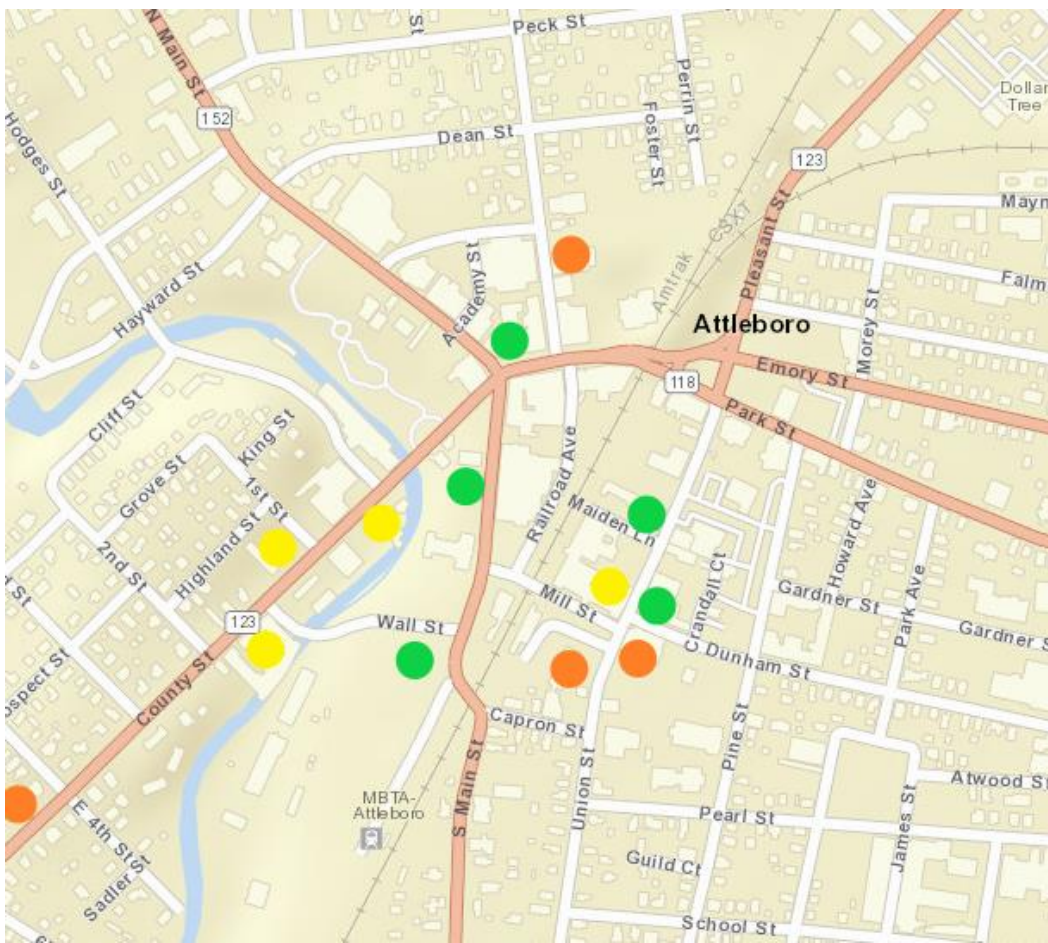 St
Peck St
N Main St
Perrin St
Dollar
Tree
152
Dean St
Foster St
Hodges St
123
CSXT
Mayn
Pleasant St
Amtrak
Falm
Hayward St
Academy St
Morey St
Attleboro
Emory St
118
Park St
Cliff St
King St
Grove St
1st St
Railroad Ave
Maiden Ln
Howard Ave
Highland St
2nd St
Crandall Ct
Gardner St
Park Ave
Mill St
123
Wall St
Gardner S
Dunham St
d St
ospect St
County St
Capron St
Pine St
Atwood St
MBTA-
Attleboro
S Main St
Union St
E 4th St
Pearl St
James St
Guild Ct
Sadler St
School St